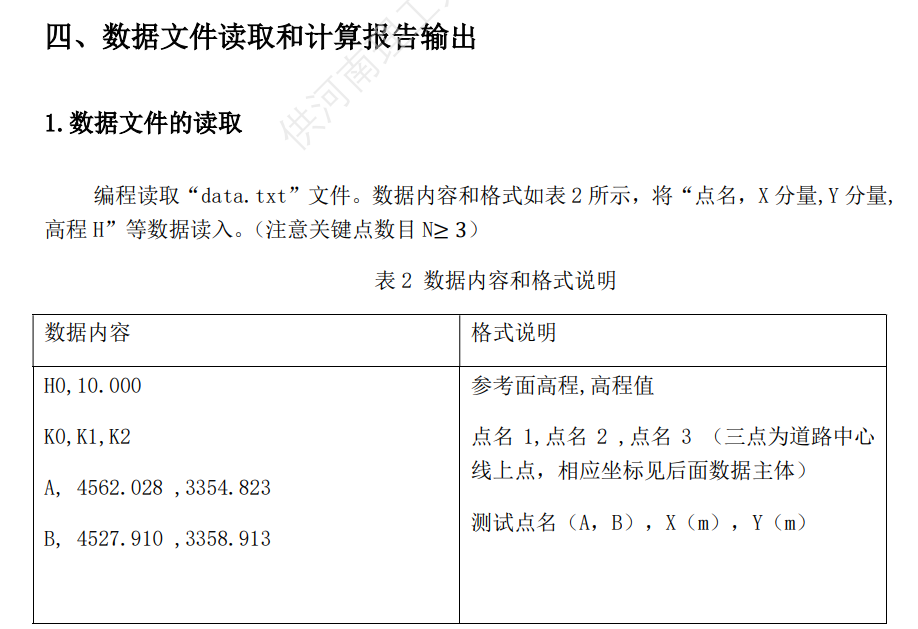 四、数据文件读取和计算报告输出
1.数据文件的读取
编程读取“data.txt”文件。数据内容和格式如表 2 所示，将“点名，X 分量,Y 分量,
高程 H”等数据读入。（注意关键点数目 N≥ 3）
表 2 数据内容和格式说明
数据内容
格式说明
H0,10.000
参考面高程,高程值
K0,K1,K2
点名 1,点名 2 ,点名 3 （三点为道路中心
线上点，相应坐标见后面数据主体）
A, 4562.028 ,3354.823
测试点名（A，B），X（m），Y（m）
B, 4527.910 ,3358.913
供河南理工